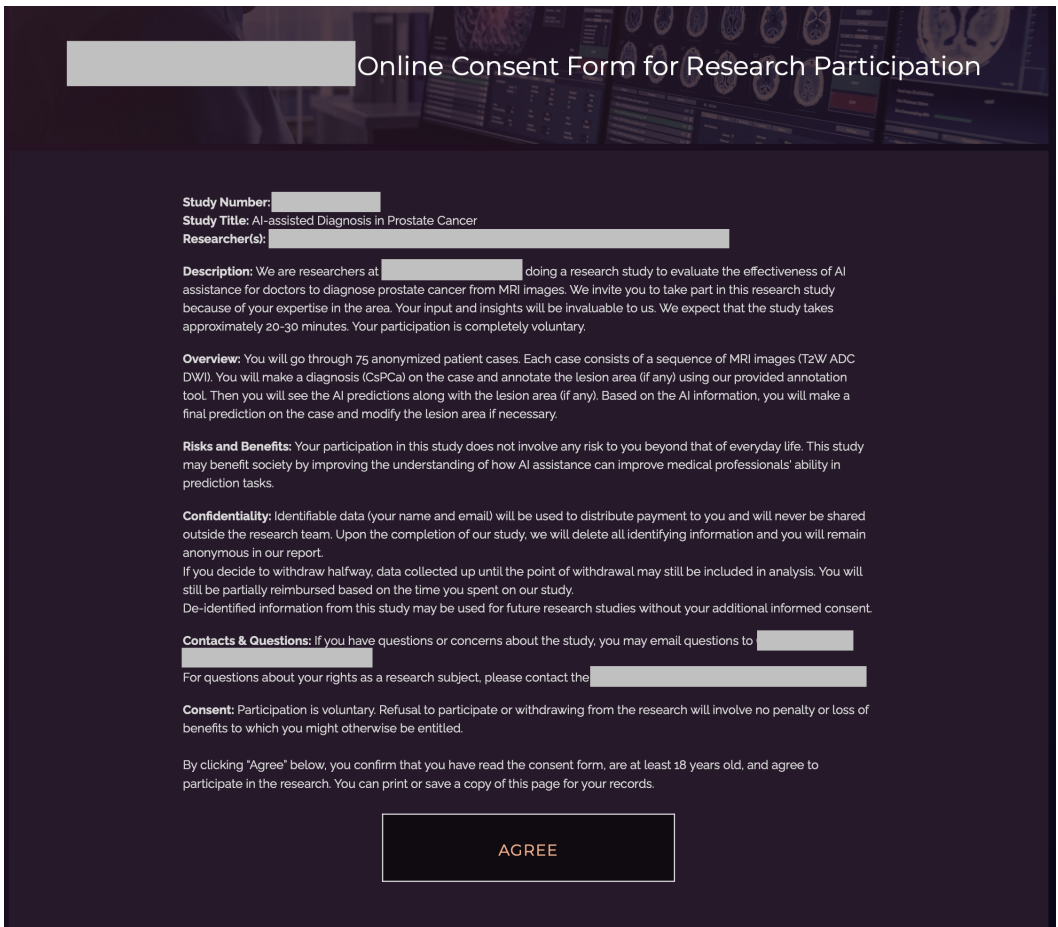 Online Consent Form for Research Participation
Study Number:
Study Title: AI-assisted Diagnosis in Prostate Cancer
Researcher(s):
Description: We are researchers at doing a research study to evaluate the effectiveness of AI
assistance for doctors to diagnose prostate cancer from MRI images. We invite you to take part in this research study
because of your expertise in the area. Your input and insights will be invaluable to us. We expect that the study takes
approximately 20-30 minutes. Your participation is completely voluntary.
Overview: You will go through 75 anonymized patient cases. Each case consists of a sequence of MRI images (T2W ADC
DWI). You will make a diagnosis (CsPCa) on the case and annotate the lesion area (if any) using our provided annotation
tool. Then you will see the AI predictions along with the lesion area (if any). Based on the AI information, you will make a
final prediction on the case and modify the lesion area if necessary.
Risks and Benefits: Your participation in this study does not involve any risk to you beyond that of everyday life. This study
may benefit society by improving the understanding of how AI assistance can improve medical professionals' ability in
prediction tasks.
Confidentiality: Identifiable data (your name and email) will be used to distribute payment to you and will never be shared
outside the research team. Upon the completion of our study, we will delete all identifying information and you will remain
anonymous in our report.
If you decide to withdraw halfway, data collected up until the point of withdrawal may still be included in analysis. You will
still be partially reimbursed based on the time you spent on our study.
De-identified information from this study may be used for future research studies without your additional informed consent.
Contacts & Questions: If you have questions or concerns about the study, you may email questions to
For questions about your rights as a research subject, please contact the
Consent: Participation is voluntary. Refusal to participate or withdrawing from the research will involve no penalty or loss of
benefits to which you might otherwise be entitled.
By clicking "Agree" below, you confirm that you have read the consent form, are at least 18 years old, and agree to
participate in the research. You can print or save a copy of this page for your records.
AGREE